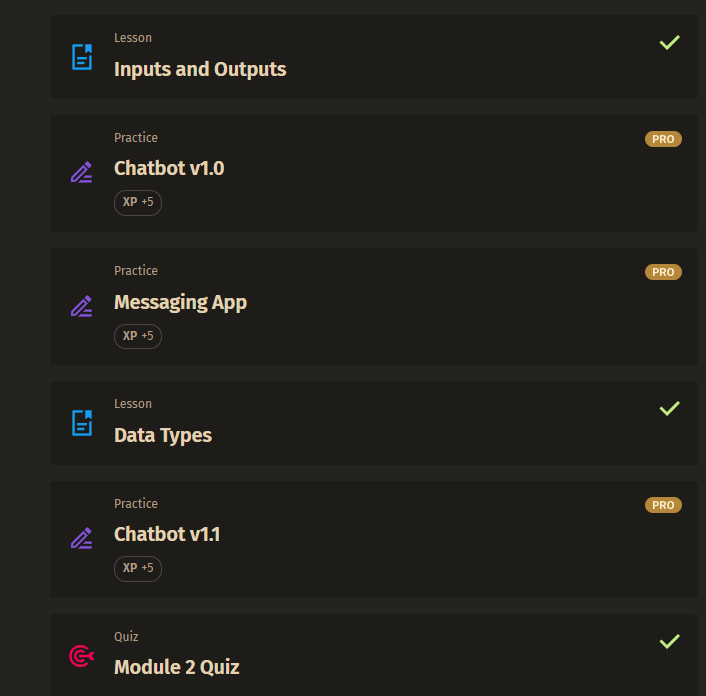 Lesson
Inputs and Outputs
Practice
PRO
Chatbot v1.0
XP +5
Practice
PRO
Messaging App
XP +5
Lesson
Data Types
Practice
PRO
Chatbot v1.1
XP +5
Quiz
Module 2 Quiz